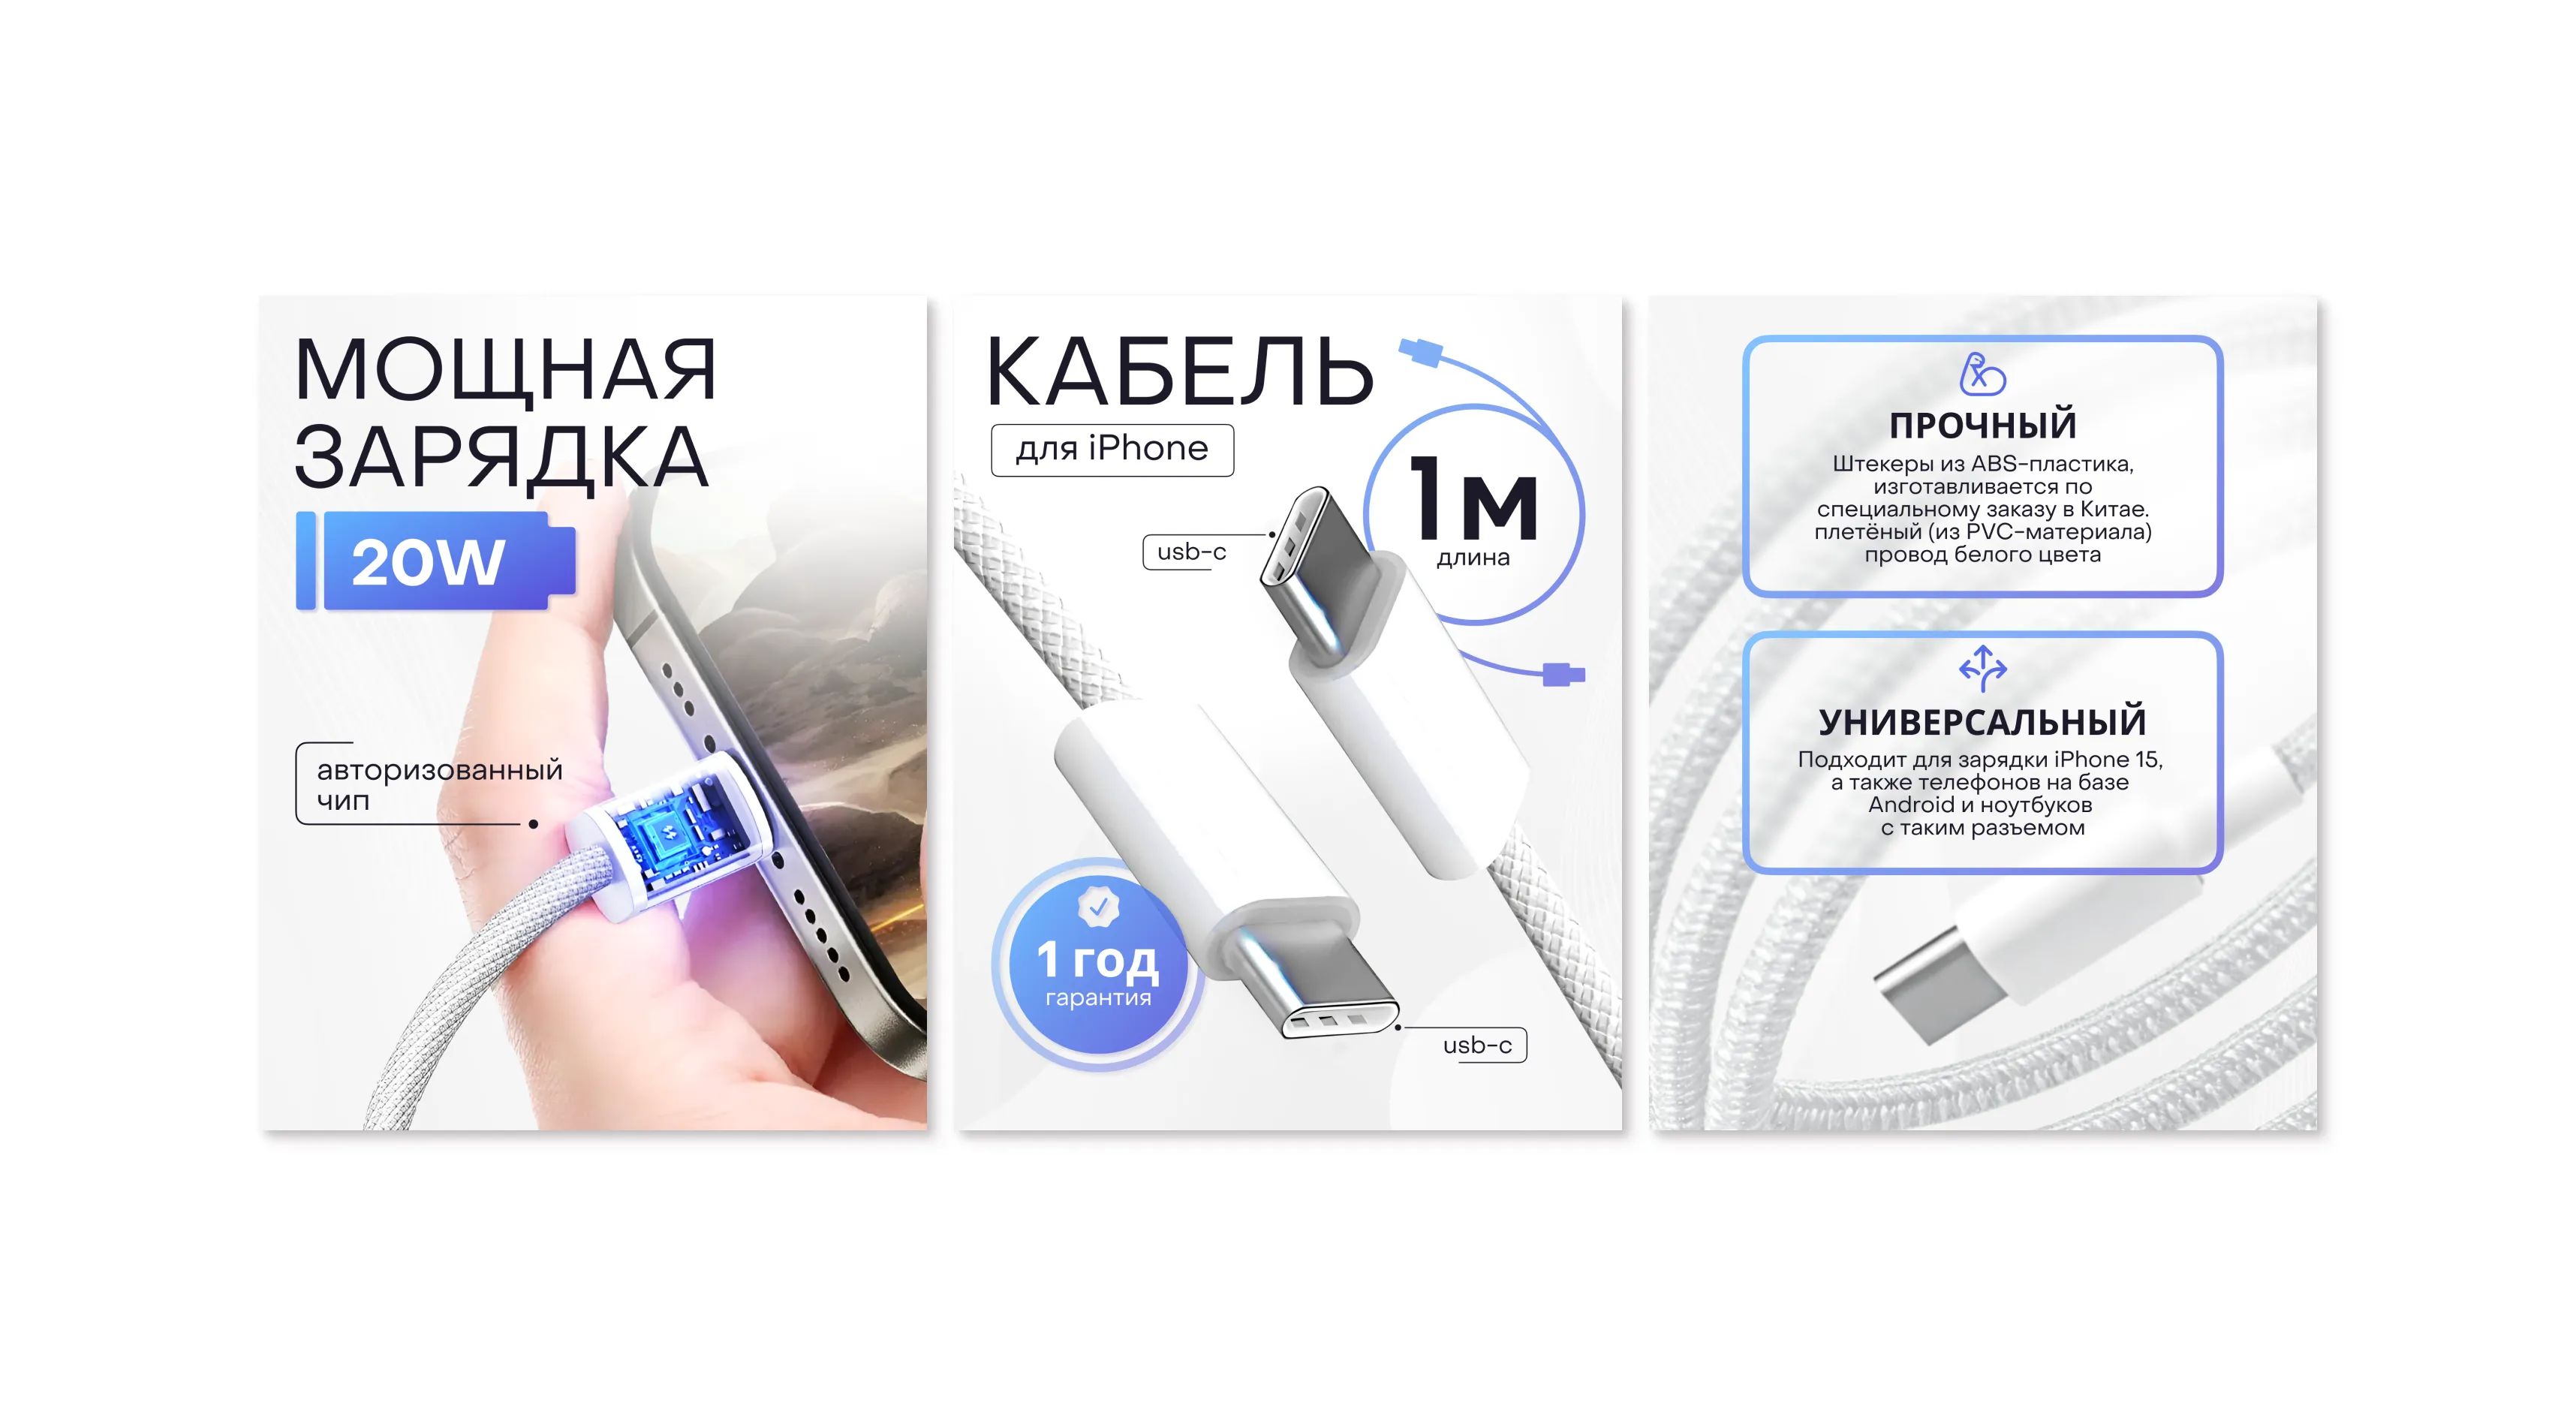 МОЩНАЯ
ЗАРЯДКА
20W
авторизованный
чип
КАБЕЛЬ
для iPhone
1м
длина
usb-c
1 год
гарантия
usb-c
ПРОЧНЫЙ
Штекеры из ABS-пластика,
изготавливается по
специальному заказу в Китае.
плетёный (из PVC-материала)
провод белого цвета
УНИВЕРСАЛЬНЫЙ
Подходит для зарядки iPhone 15,
а также телефонов на базе
Android и ноутбуков
с таким разъемом